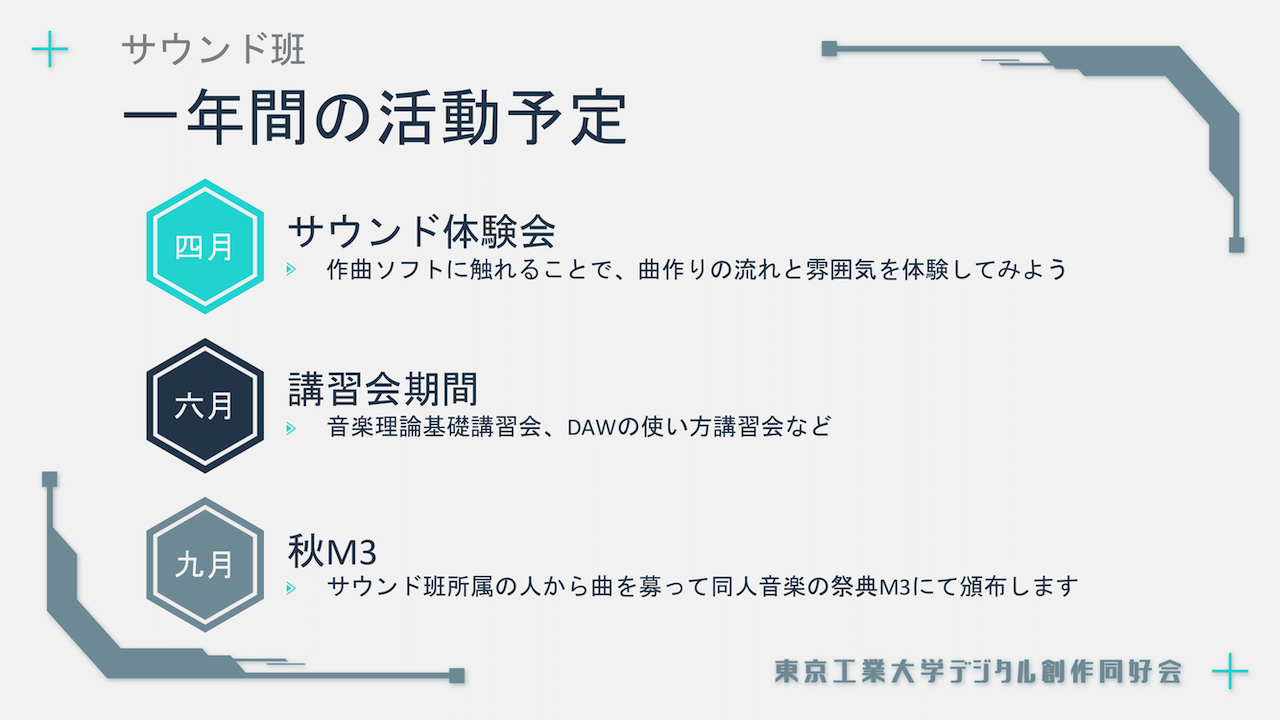 サウンド班
一年間の活動予定
四月
サウンド体験会
作曲ソフトに触れることで、曲作りの流れと雰囲気を体験してみよう
六月
講習会期間
音楽理論基礎講習会、DAWの使い方講習会など
九月
秋M3
サウンド班所属の人から曲を募って同人音楽の祭典M3にて頒布します
東京工業大学デジタル創作同好会